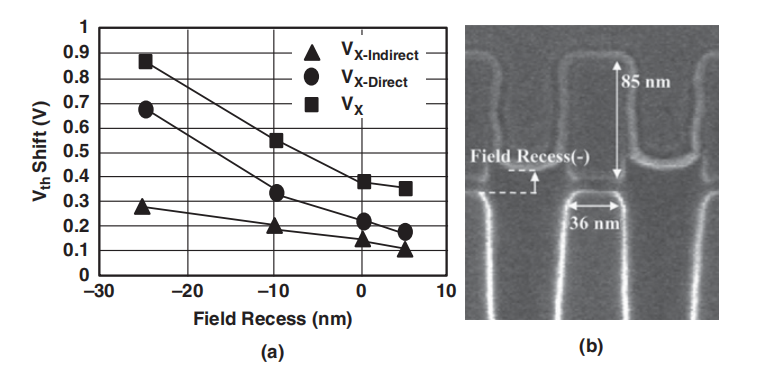 1
0.9
0.8
0.7
0.6
0.5
0.4
0.3
0.2
0.1
0
Vth Shift (V)
VX-Indirect
VX-Direct
VX
–30
–20
–10
0
10
Field Recess (nm)
(a)
85 nm
Field Recess(-)
36 nm
(b)